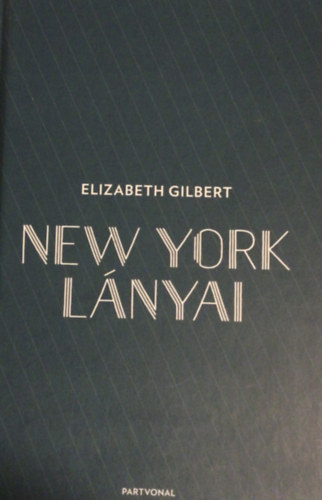 ELIZABETH GILBERT
NEW YORK
LÁNYAI
PARTVONAL